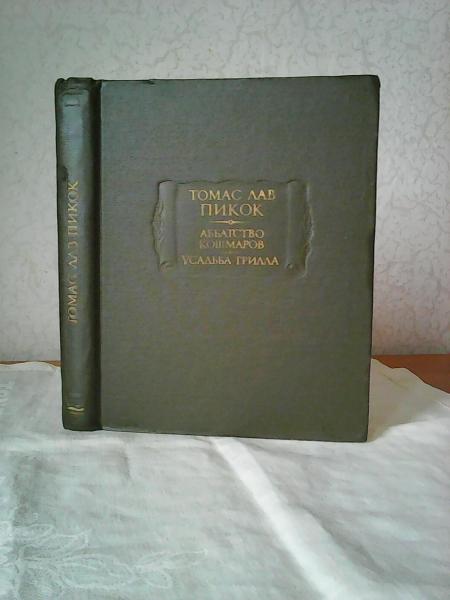 ТОМАС ЛАВ ПИКОК
ТОМАС ЛАВ
ПИКОК
АББАТСТВО
КОШМАРОВ
УСАДЬБА ГРИЛЛА